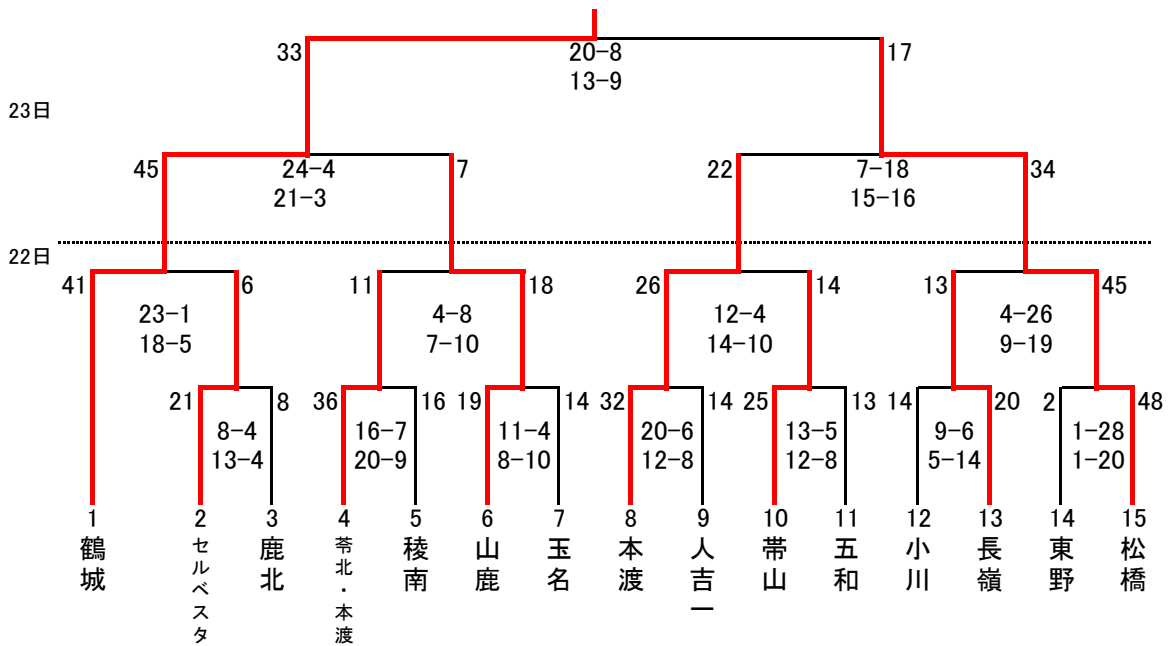 33 20-8 17
13-9
23日
45 24-4 7 22 7-18 34
21-3 15-16
22日
41 6 11 18 26 14 13 45
23-1 4-8 12-4 4-26
18-5 7-10 14-10 9-19
21 8 36 16 19 14 32 14 25 13 14 20 2 48
8-4 16-7 11-4 20-6 13-5 9-6 1-28
13-4 20-9 8-10 12-8 12-8 5-14 1-20
1 2 3 4 5 6 7 8 9 10 11 12 13 14 15
鶴城
セルベスタ
鹿北
苓北・本渡
稜南
山鹿
玉名
本渡
人吉一
帯山
五和
小川
長嶺
東野
松橋